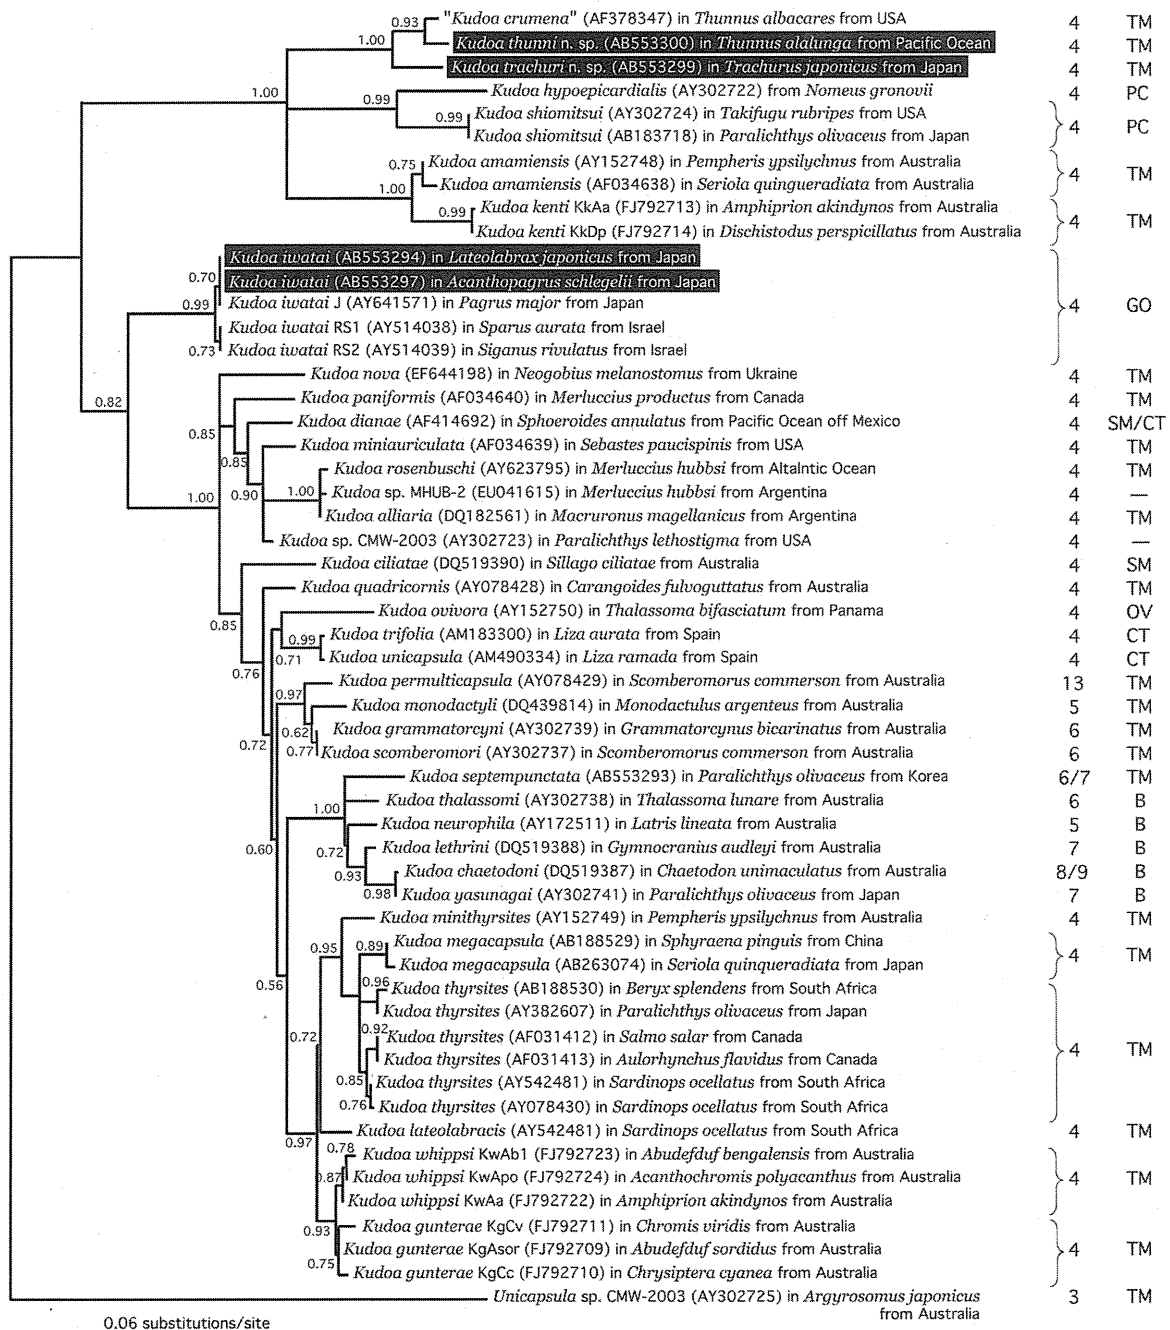 0.93 "Kudoa crumena" (AF378347) in Thunnus albacares from USA 4 TM
1.00 Kudoa thunni n. sp. (AB553300) in Thunnus alalunga from Pacific Ocean 4 TM
Kudoa trachuri n. sp. (AB553299) in Trachurus japonicus from Japan 4 TM
1.00 0.99 Kudoa hypoepicardialis (AY302722) from Nomeus gronovii 4 PC
0.99 Kudoa shiomitsui (AY302724) in Takifugu rubripes from USA
Kudoa shiomitsui (AB183718) in Paralichthys olivaceus from Japan 4 PC
0.75 Kudoa amamiensis (AY152748) in Pempheris ypsilychnus from Australia
1.00 Kudoa amamiensis (AF034638) in Seriola quingueradiata from Australia 4 TM
0.99 Kudoa kenti KkAa (FJ792713) in Amphiprion akindynos from Australia
Kudoa kenti KkDp (FJ792714) in Dischistodus perspicillatus from Australia 4 TM
Kudoa iwatai (AB553294) in Lateolabrax japonicus from Japan
0.70 Kudoa iwatai (AB553297) in Acanthopagrus schlegelii from Japan
0.99 Kudoa iwatai J (AY641571) in Pagrus major from Japan 4 GO
Kudoa iwatai RS1 (AY514038) in Sparus aurata from Israel
0.73 Kudoa iwatai RS2 (AY514039) in Siganus rivulatus from Israel
Kudoa nova (EF644198) in Neogobius melanostomus from Ukraine 4 TM
0.82 Kudoa paniformis (AF034640) in Merluccius productus from Canada 4 TM
0.85 Kudoa dianae (AF414692) in Sphoeroides annulatus from Pacific Ocean off Mexico 4 SM/CT
0.85 Kudoa miniauriculata (AF034639) in Sebastes paucispinis from USA 4 TM
Kudoa rosenbuschi (AY623795) in Merluccius hubbsi from Altalntic Ocean 4 TM
1.00 0.90 1.00 Kudoa sp. MHUB-2 (EU041615) in Merluccius hubbsi from Argentina 4 —
Kudoa alliaria (DQ182561) in Macruronus magellanicus from Argentina 4 TM
Kudoa sp. CMW-2003 (AY302723) in Paralichthys lethostigma from USA 4 —
Kudoa ciliatae (DQ519390) in Sillago ciliatae from Australia 4 SM
Kudoa quadricornis (AY078428) in Carangoides fulvoguttatus from Australia 4 TM
Kudoa ovivora (AY152750) in Thalassoma bifasciatum from Panama 4 OV
0.85 0.99 Kudoa trifolia (AM183300) in Liza aurata from Spain 4 CT
0.71 Kudoa unicapsula (AM490334) in Liza ramada from Spain 4 CT
0.76 0.97 Kudoa permulticapsula (AY078429) in Scomberomorus commerson from Australia 13 TM
Kudoa monodactyli (DQ439814) in Monodactulus argenteus from Australia 5 TM
0.62 Kudoa grammatorcyni (AY302739) in Grammatorcynus bicarinatus from Australia 6 TM
0.72 0.77 Kudoa scomberomori (AY302737) in Scomberomorus commerson from Australia 6 TM
Kudoa septempunctata (AB553293) in Paralichthys olivaceus from Korea 6/7 TM
1.00 Kudoa thalassomi (AY302738) in Thalassoma lunare from Australia 6 B
Kudoa neurophila (AY172511) in Latris lineata from Australia 5 B
0.60 0.72 Kudoa lethrini (DQ519388) in Gymnocranius audleyi from Australia 7 B
0.93 Kudoa chaetodoni (DQ519387) in Chaetodon unimaculatus from Australia 8/9 B
0.98 Kudoa yasunagai (AY302741) in Paralichthys olivaceus from Japan 7 B
Kudoa minithyrsites (AY152749) in Pempheris ypsilychnus from Australia 4 TM
0.95 0.89 Kudoa megacapsula (AB188529) in Sphyraena pinguis from China
Kudoa megacapsula (AB263074) in Seriola quinqueradiata from Japan 4 TM
0.56 0.96 Kudoa thyrsites (AB188530) in Beryx splendens from South Africa
Kudoa thyrsites (AY382607) in Paralichthys olivaceus from Japan
0.72 0.92 Kudoa thyrsites (AF031412) in Salmo salar from Canada
Kudoa thyrsites (AF031413) in Aulorhynchus flavidus from Canada 4 TM
0.85 Kudoa thyrsites (AY542481) in Sardinops ocellatus from South Africa
0.76 Kudoa thyrsites (AY078430) in Sardinops ocellatus from South Africa
Kudoa lateolabracis (AY542481) in Sardinops ocellatus from South Africa 4 TM
0.97 0.78 Kudoa whippsi KwAb1 (FJ792723) in Abudefduf bengalensis from Australia
0.87 Kudoa whippsi KwApo (FJ792724) in Acanthochromis polyacanthus from Australia 4 TM
Kudoa whippsi KwAa (FJ792722) in Amphiprion akindynos from Australia
0.93 Kudoa gunterae KgCv (FJ792711) in Chromis viridis from Australia
Kudoa gunterae KgAsor (FJ792709) in Abudefduf sordidus from Australia 4 TM
0.75 Kudoa gunterae KgCc (FJ792710) in Chrysiptera cyanea from Australia
Unicapsula sp. CMW-2003 (AY302725) in Argyrosomus japonicus 3 TM
from Australia
0.06 substitutions/site